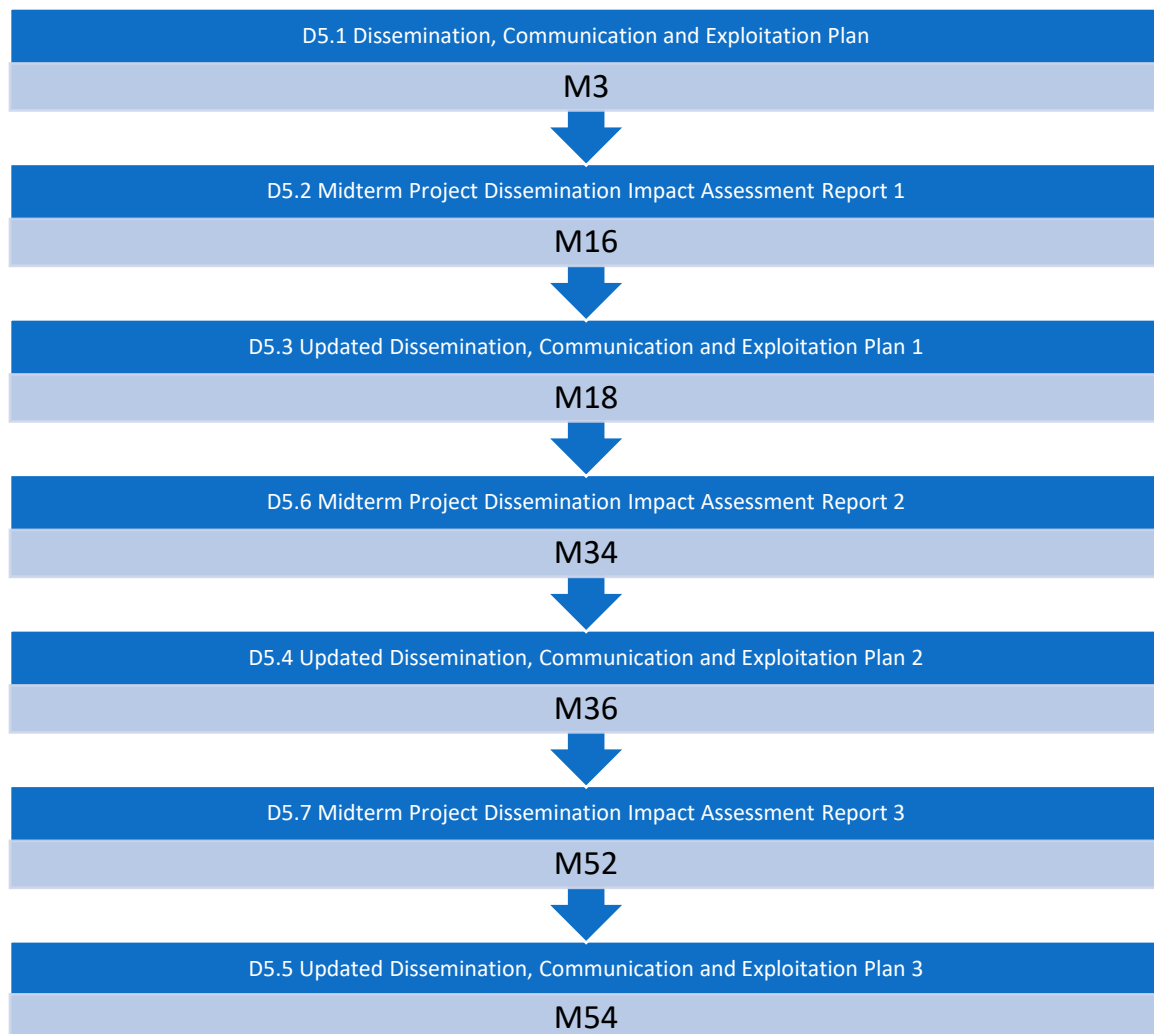 D5.1 Dissemination, Communication and Exploitation Plan
M3
D5.2 Midterm Project Dissemination Impact Assessment Report 1
M16
D5.3 Updated Dissemination, Communication and Exploitation Plan 1
M18
D5.6 Midterm Project Dissemination Impact Assessment Report 2
M34
D5.4 Updated Dissemination, Communication and Exploitation Plan 2
M36
D5.7 Midterm Project Dissemination Impact Assessment Report 3
M52
D5.5 Updated Dissemination, Communication and Exploitation Plan 3
M54